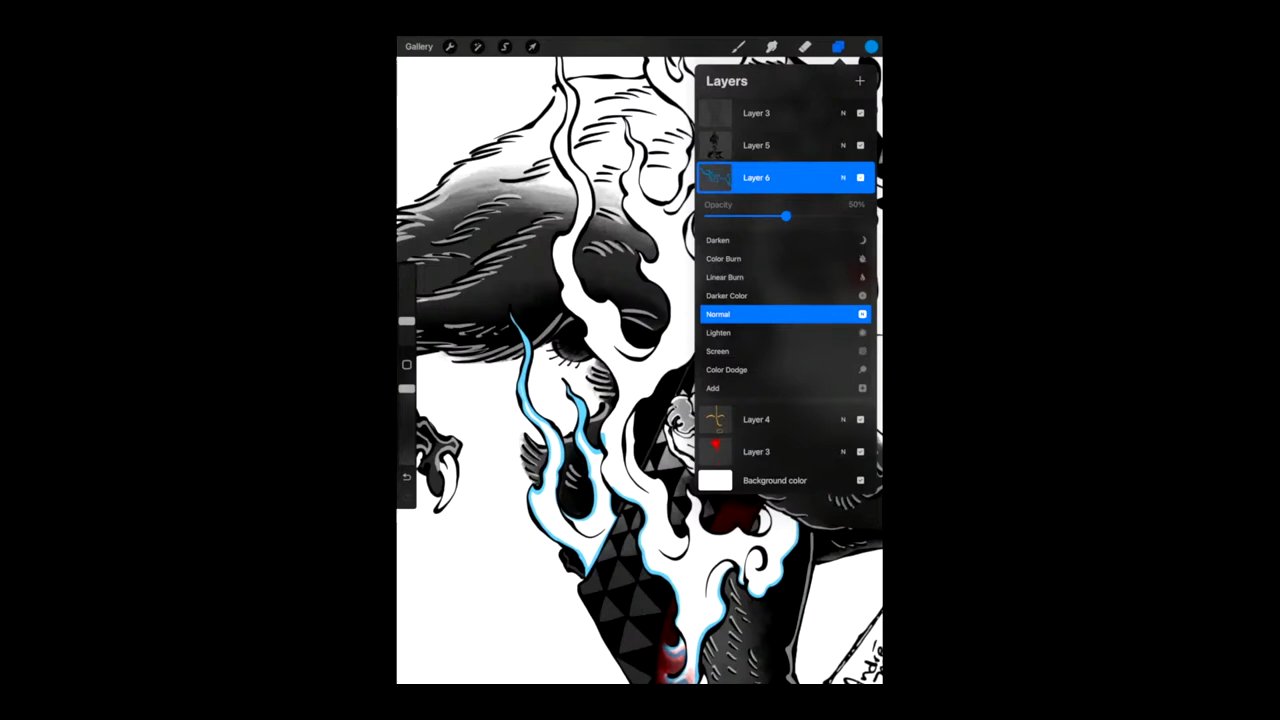 Gallery
Layers
Layer 3 N
Layer 5 N
Layer 6 N
Opacity 50%
Darken
Color Burn
Linear Burn
Darker Color
Normal N
Lighten
Screen
Color Dodge
Add
Layer 4 N
Layer 3 N
Background color